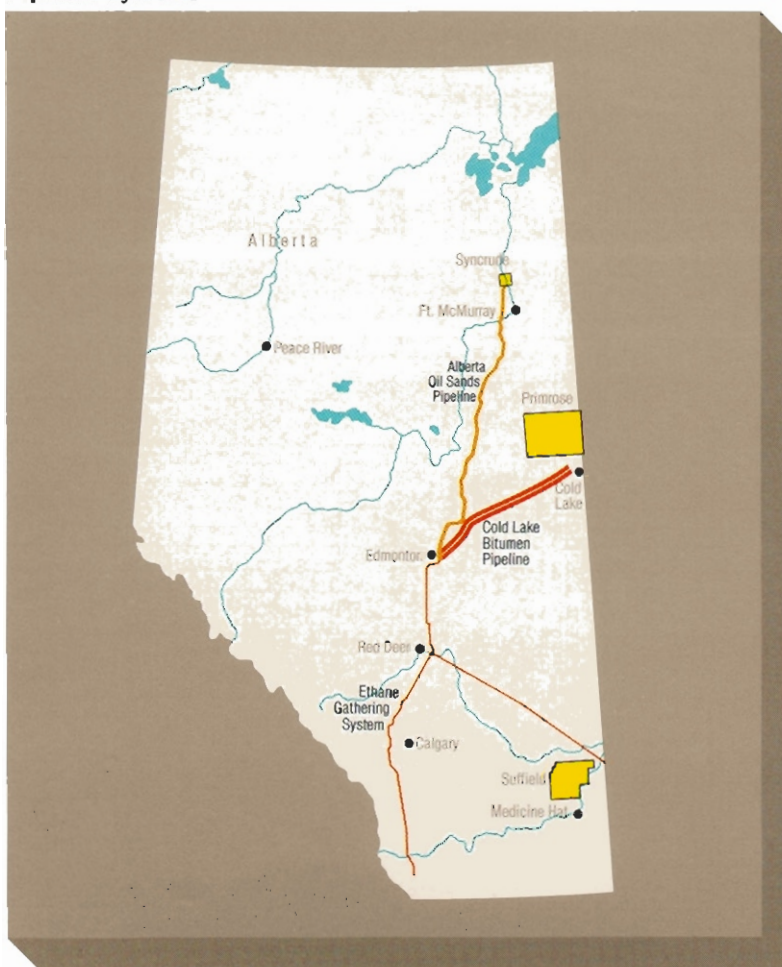 Alberta
Syncrude
Ft. McMurray
Peace River
Alberta
Oil Sands
Pipeline
Primrose
Cold
Lake
Cold Lake
Bitumen
Pipeline
Edmonton
Red Deer
Ethane
Gathering
System
Calgary
Suffield
Medicine Hat